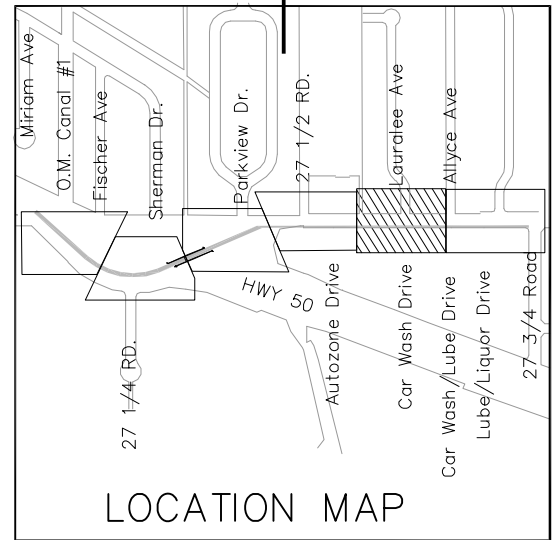 Miriam Ave
O.M. Canal #1
Fischer Ave
Sherman Dr.
Parkview Dr.
27 1/2 RD.
Lauralee Ave
Allyce Ave
HWY 50
27 1/4 RD.
Autozone Drive
Car Wash Drive
Car Wash/Lube Drive
Lube/Liquor Drive
27 3/4 Road
LOCATION MAP